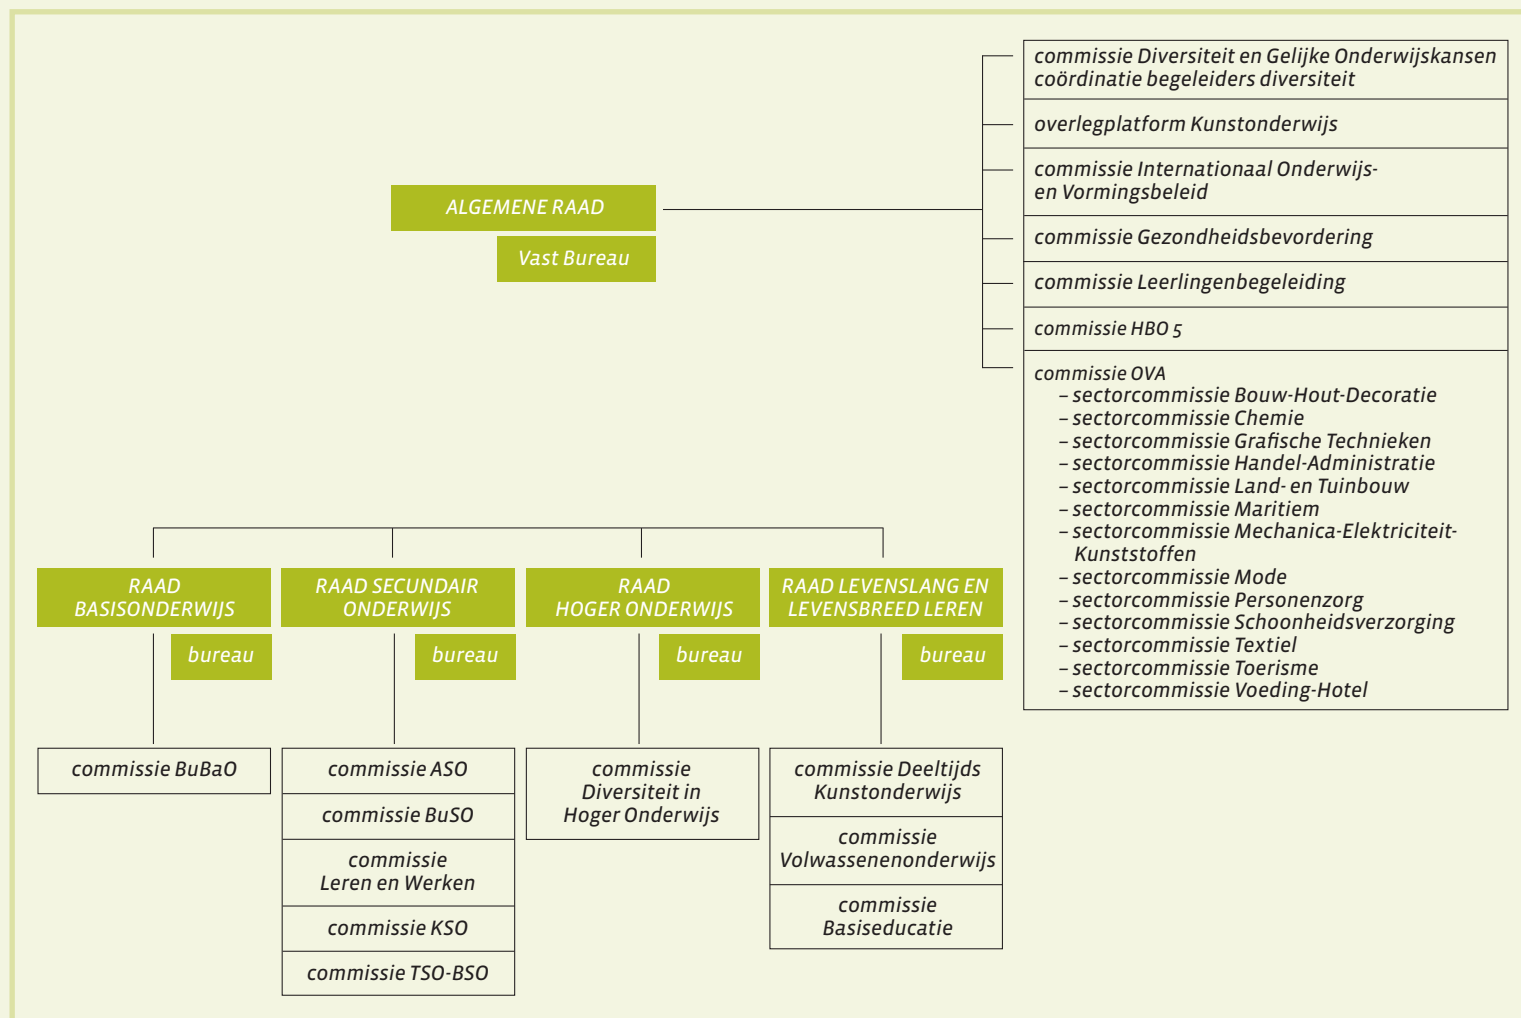 commissie Diversiteit en Gelijke Onderwijskansen
coördinatie begeleiders diversiteit
overlegplatform Kunstonderwijs
commissie Internationaal Onderwijs-
en Vormingsbeleid
ALGEMENE RAAD
Vast Bureau
commissie Gezondheidsbevordering
commissie Leerlingenbegeleiding
commissie HBO 5
commissie OVA
– sectorcommissie Bouw-Hout-Decoratie
– sectorcommissie Chemie
– sectorcommissie Grafische Technieken
– sectorcommissie Handel-Administratie
– sectorcommissie Land- en Tuinbouw
– sectorcommissie Maritiem
– sectorcommissie Mechanica-Elektriciteit-
Kunststoffen
– sectorcommissie Mode
– sectorcommissie Personenzorg
– sectorcommissie Schoonheidsverzorging
– sectorcommissie Textiel
– sectorcommissie Toerisme
– sectorcommissie Voeding-Hotel
RAAD
BASISONDERWIJS
bureau
RAAD SECUNDAIR
ONDERWIJS
bureau
RAAD
HOGER ONDERWIJS
bureau
RAAD LEVENSLANG EN
LEVENSBREED LEREN
bureau
commissie BuBaO
commissie ASO
commissie BuSO
commissie
Leren en Werken
commissie KSO
commissie TSO-BSO
commissie
Diversiteit in
Hoger Onderwijs
commissie Deeltijds
Kunstonderwijs
commissie
Volwassenenonderwijs
commissie
Basiseducatie